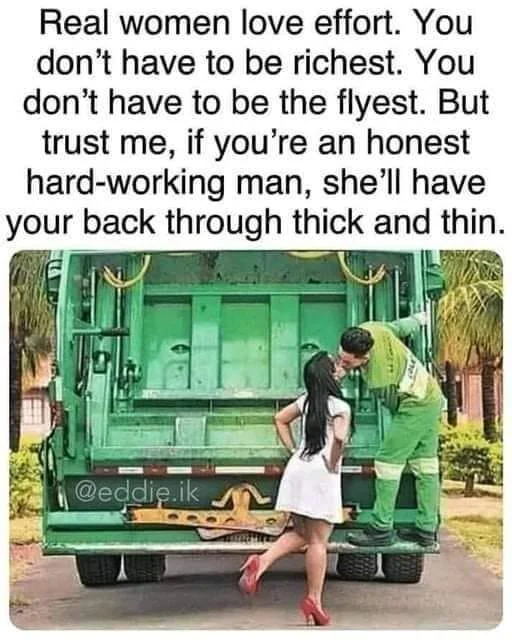 Real women love effort. You
don’t have to be richest. You
don’t have to be the flyest. But
trust me, if you’re an honest
hard-working man, she’ll have
your back through thick and thin.
@eddie.ik